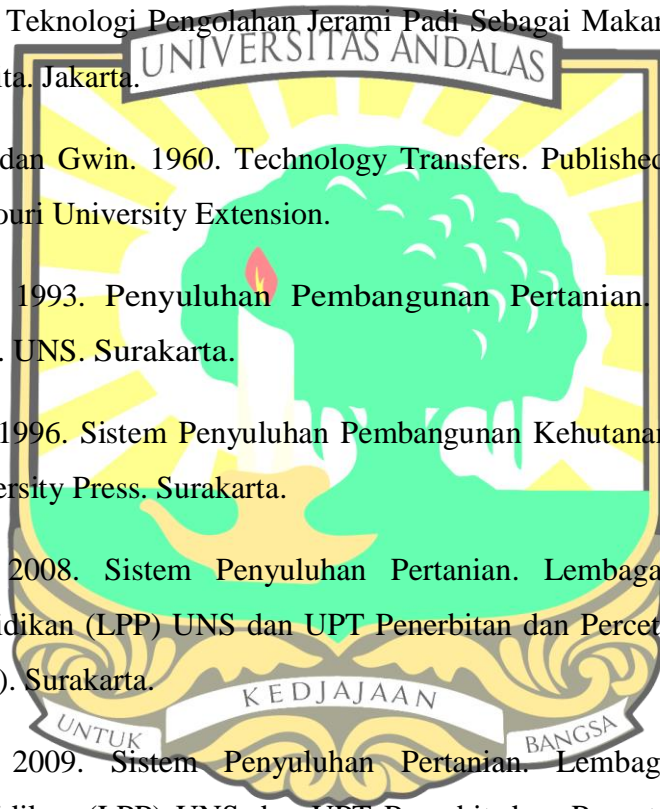 Teknologi Pengolahan Jerami Padi Sebagai Makan
UNIVERSITAS ANDALAS
ita. Jakarta.
dan Gwin. 1960. Technology Transfers. Published
ouri University Extension.
1993. Penyuluhan Pembangunan Pertanian.
. UNS. Surakarta.
1996. Sistem Penyuluhan Pembangunan Kehutanan
ersity Press. Surakarta.
2008. Sistem Penyuluhan Pertanian. Lembaga
didikan (LPP) UNS dan UPT Penerbitan dan Percet
). Surakarta.
UNTUK KEDJAJAAN BANGSA
2009. Sistem Penyuluhan Pertanian. Lembag